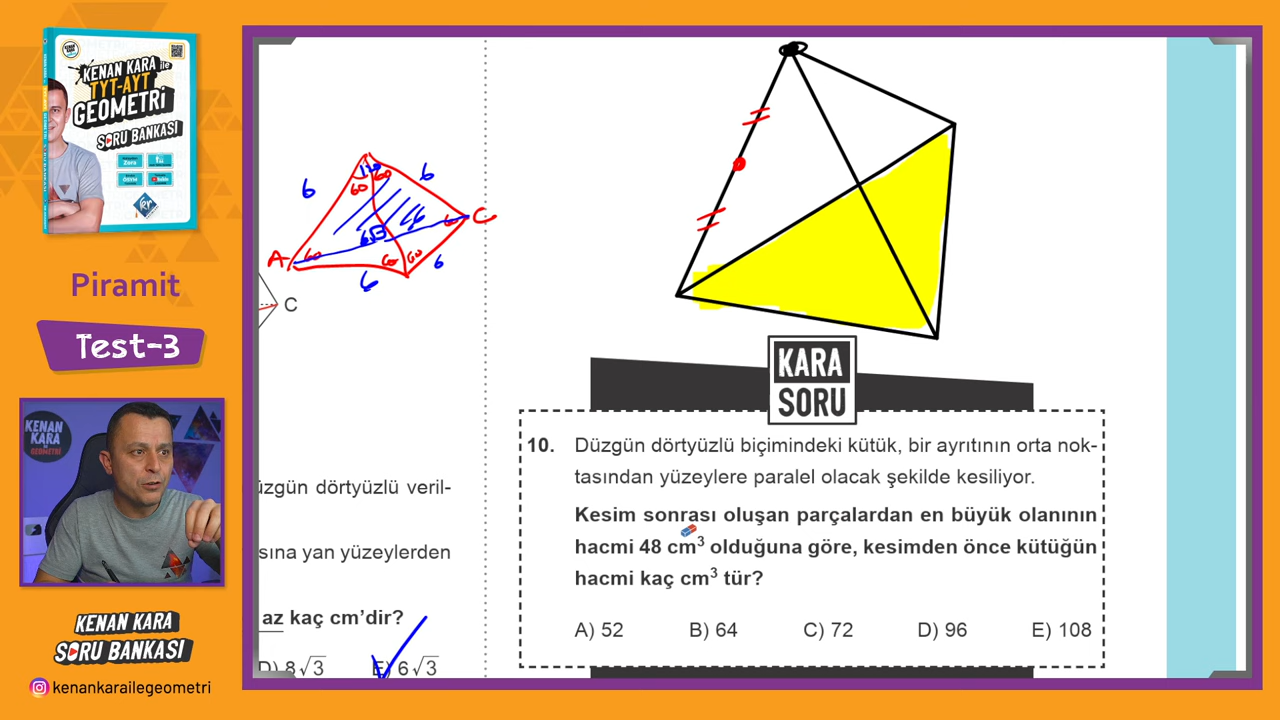 KENAN KARA ile
TYT-AYT
GEOMETRİ
SORU BANKASI
Piramit
Test-3
KENAN
KARA
GEOMETRİ
KENAN KARA
SORU BANKASI
kenankarailegeometri
6
6
120
60
60
C
A
60
6
60
6
6
C
üzgün dörtyüzlü veril-
asına yan yüzeylerden
az kaç cm'dir?
D) 8√3 E) 6√3
KARA
SORU
10. Düzgün dörtyüzlü biçimindeki kütük, bir ayrıtının orta nok-
tasından yüzeylere paralel olacak şekilde kesiliyor.
Kesim sonrası oluşan parçalardan en büyük olanının
hacmi 48 cm³ olduğuna göre, kesimden önce kütüğün
hacmi kaç cm³ tür?
A) 52 B) 64 C) 72 D) 96 E) 108